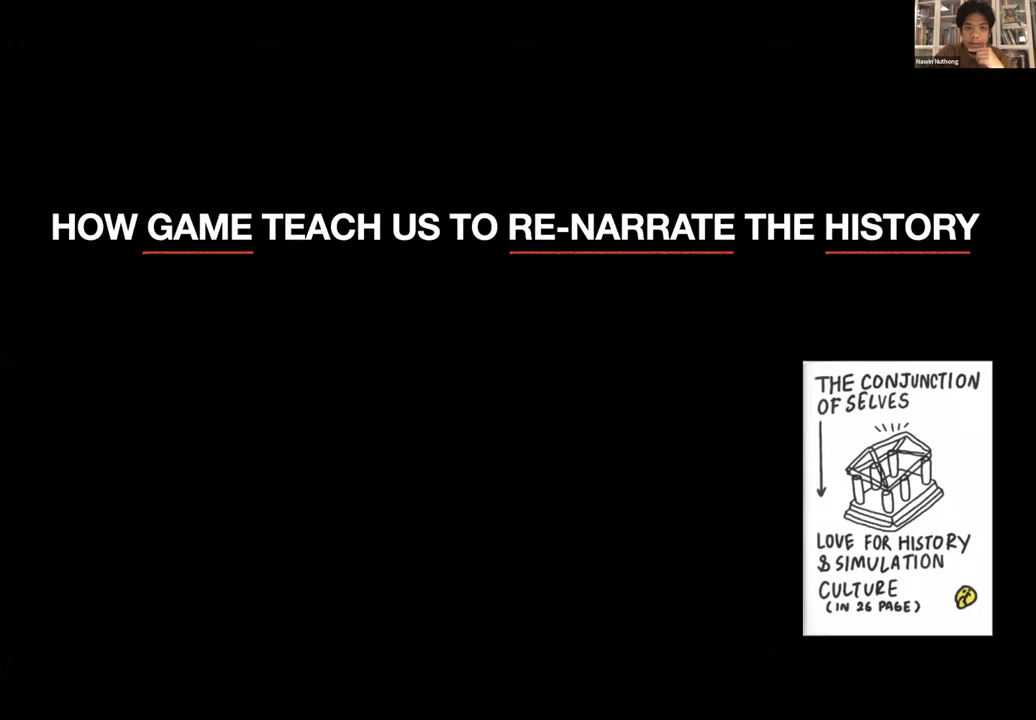 Nawin Nuthong
HOW GAME TEACH US TO RE-NARRATE THE HISTORY
THE CONJUNCTION
OF SELVES
LOVE FOR HISTORY
& SIMULATION
CULTURE
(IN 26 PAGE)